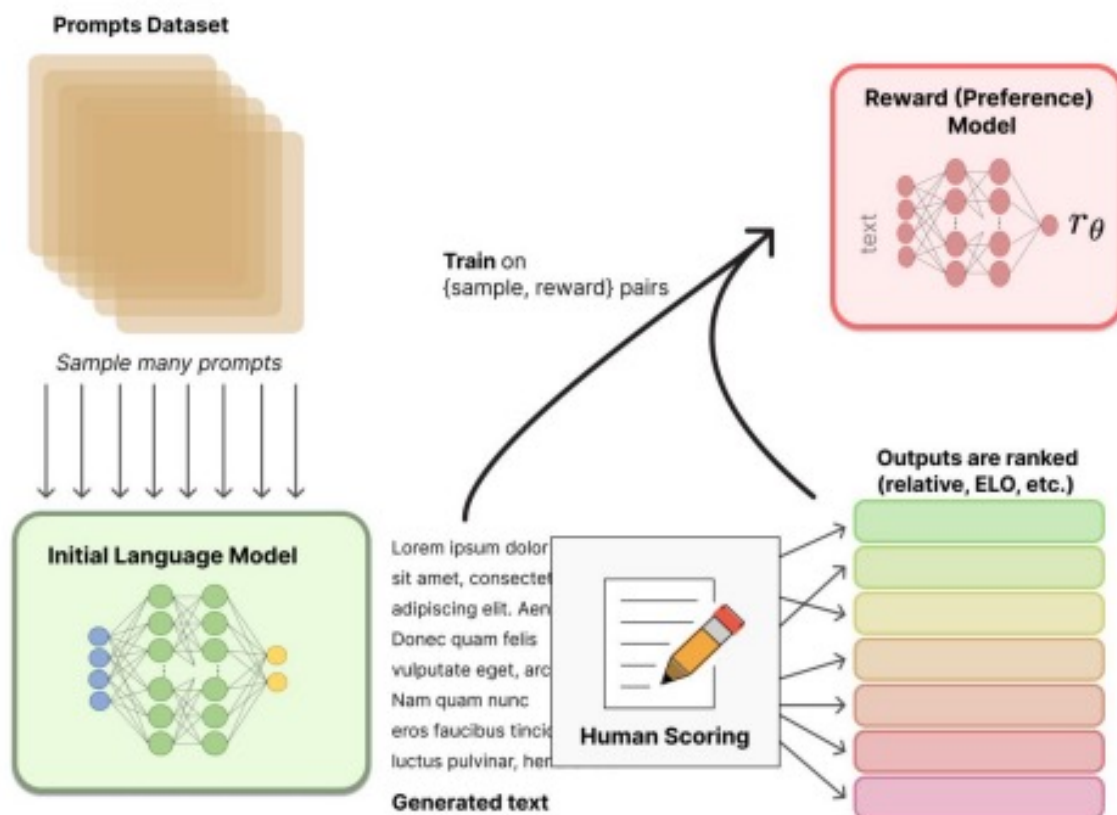 Prompts Dataset
Sample many prompts
Initial Language Model
Train on
{sample, reward} pairs
Reward (Preference)
Model
text
rθ
Lorem ipsum dolor
sit amet, consectet
adipiscing elit. Aen
Donec quam felis
vulputate eget, arc
Nam quam nunc
eros faucibus tincid
luctus pulvinar, hen
Generated text
Human Scoring
Outputs are ranked
(relative, ELO, etc.)